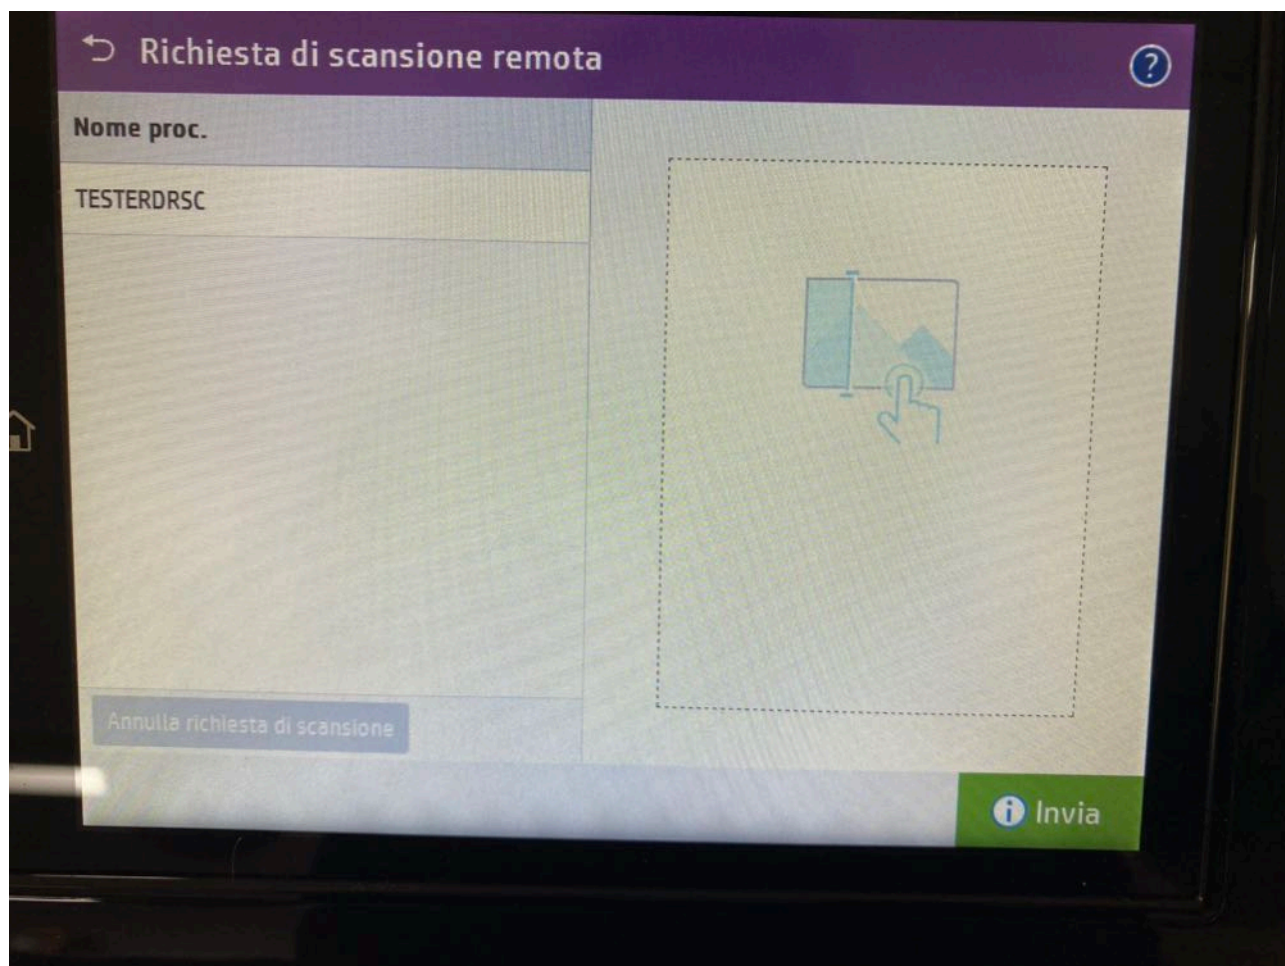 Richiesta di scansione remota
?
Nome proc.
TESTERDRSC
Annulla richiesta di scansione
i Invia